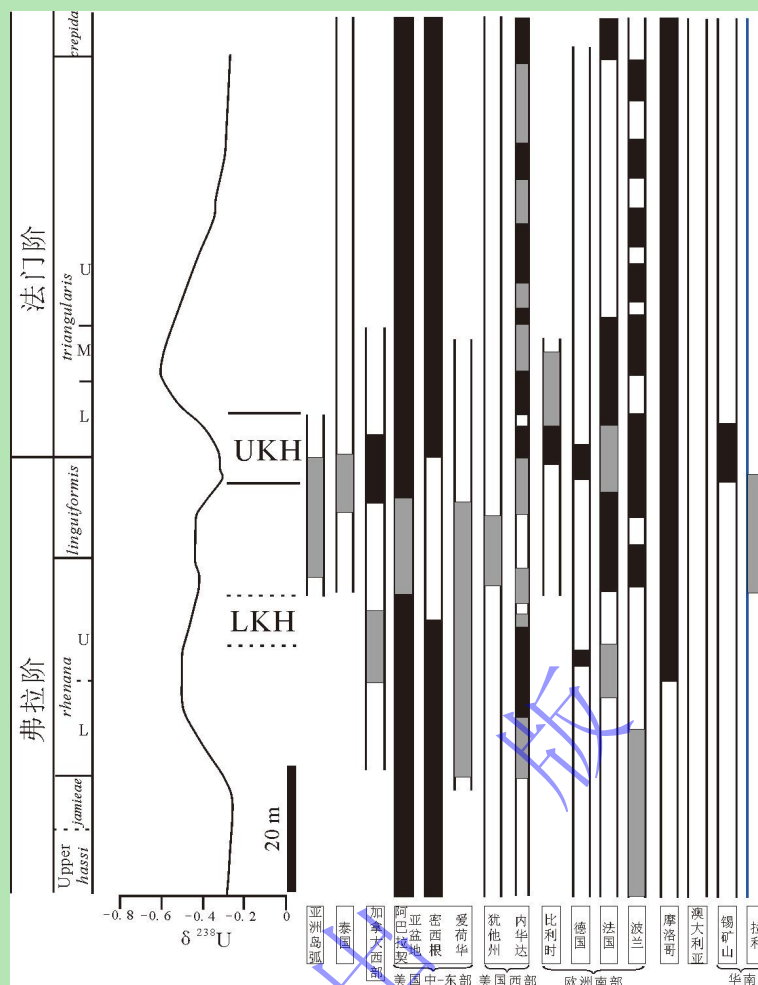 crepida
法门阶
triangularis
U
M
L
UKH
linguiformis
LKH
弗拉阶
rhenana
U
L
jamieae
Upper
hassi
20 m
-0.8 -0.6 -0.4 -0.2 0
δ 238U
亚洲岛弧
泰国
加拿大西部
阿巴拉契
亚盆地
密西根
爱荷华
犹他州
内华达
比利时
德国
法国
波兰
摩洛哥
澳大利亚
锡矿山
美国中-东部
美国西部
欧洲南部
华南
版